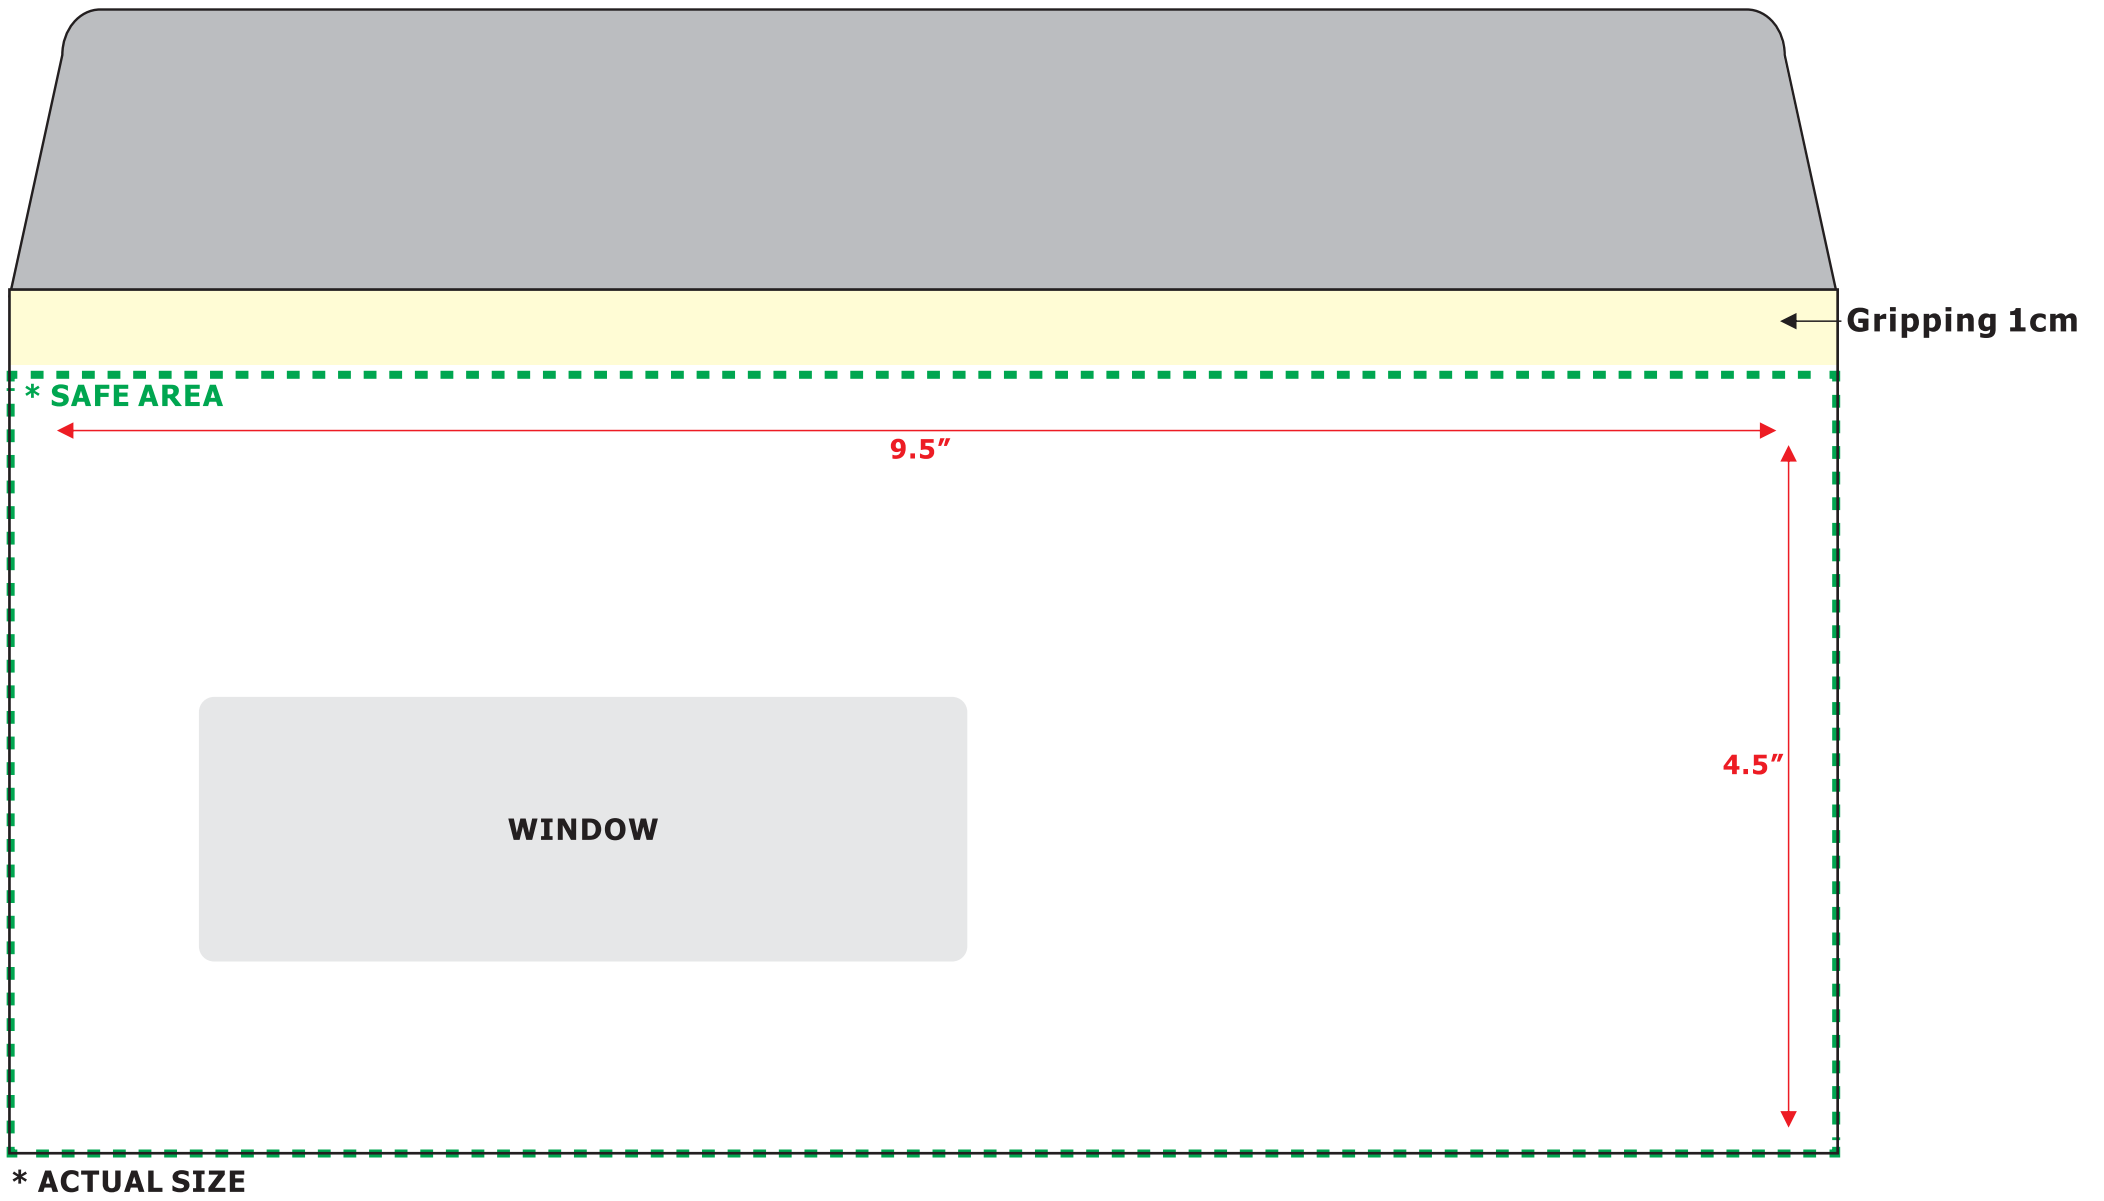 Gripping 1cm
* SAFE AREA
9.5”
4.5”
WINDOW
* ACTUAL SIZE